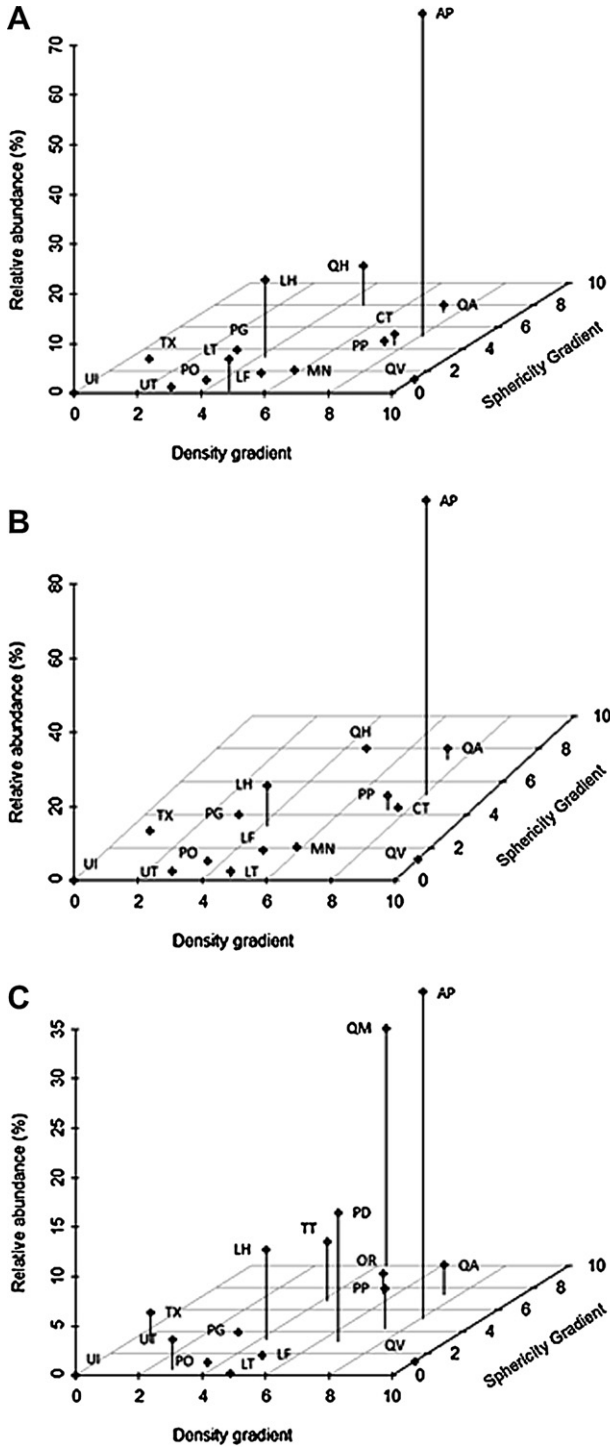 A
AP
70
60
50
40
30
20
10
0
Relative abundance (%)
QH
LH
QA
CT
PG
LT
TX
PP
PO
LF
MN
UI
UT
QV
0 2 4 6 8 10
Density gradient
0 2 4 6 8 10
Sphericity Gradient
B
AP
80
60
40
20
0
Relative abundance (%)
QH
QA
LH
PP
CT
TX
PG
LF
MN
PO
UI
UT
LT
QV
0 2 4 6 8 10
Density gradient
0 2 4 6 8 10
Sphericity Gradient
C
AP
35
30
25
20
15
10
5
0
Relative abundance (%)
QM
PD
TT
LH
OR
QA
PP
TX
PG
UT
LF
LT
PO
UI
QV
0 2 4 6 8 10
Density gradient
0 2 4 6 8 10
Sphericity Gradient